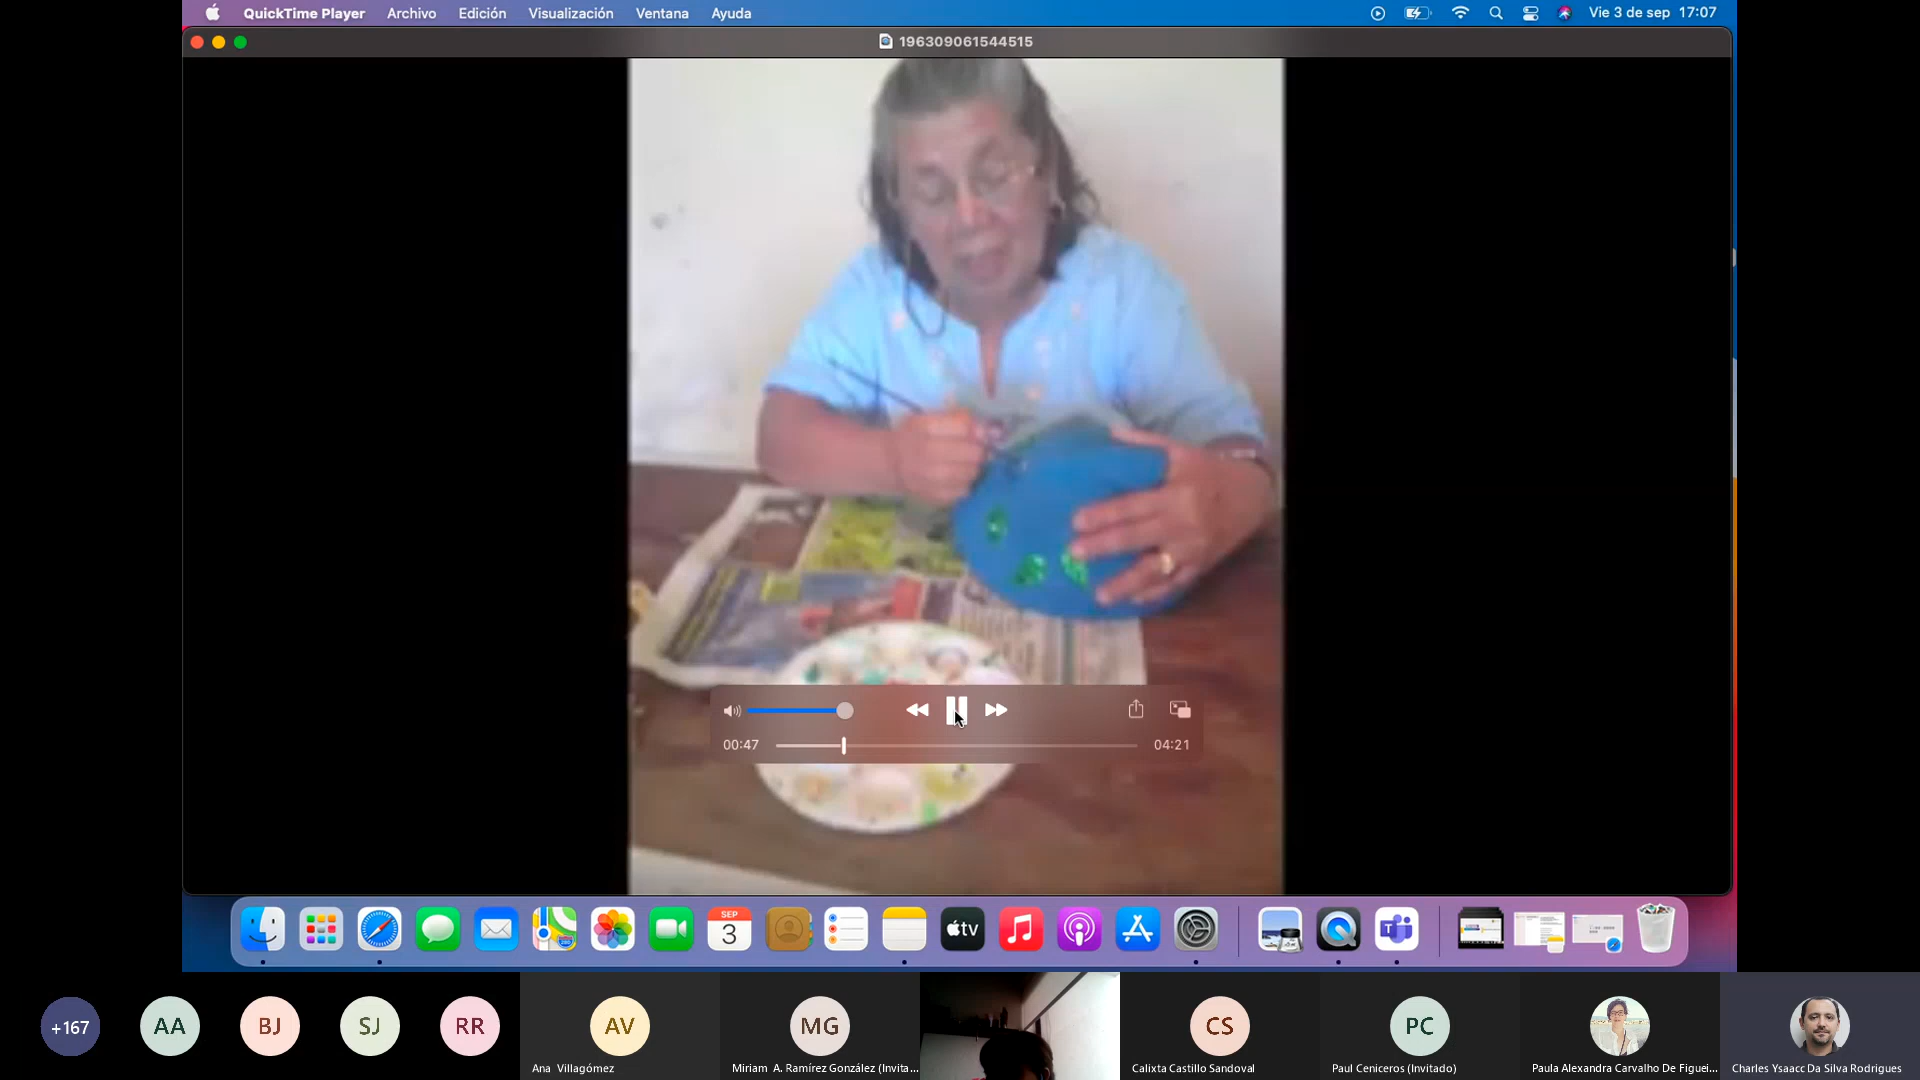 QuickTime Player Archivo Edición Visualización Ventana Ayuda
Vie 3 de sep 17:07
196309061544515
00:47
04:21
SEP
3
tv
+167
AA
BJ
SJ
RR
AV
MG
CS
PC
Ana Villagómez
Miriam A. Ramírez González (Invita...
Calixta Castillo Sandoval
Paul Ceniceros (Invitado)
Paula Alexandra Carvalho De Figuei...
Charles Ysaacc Da Silva Rodrigues